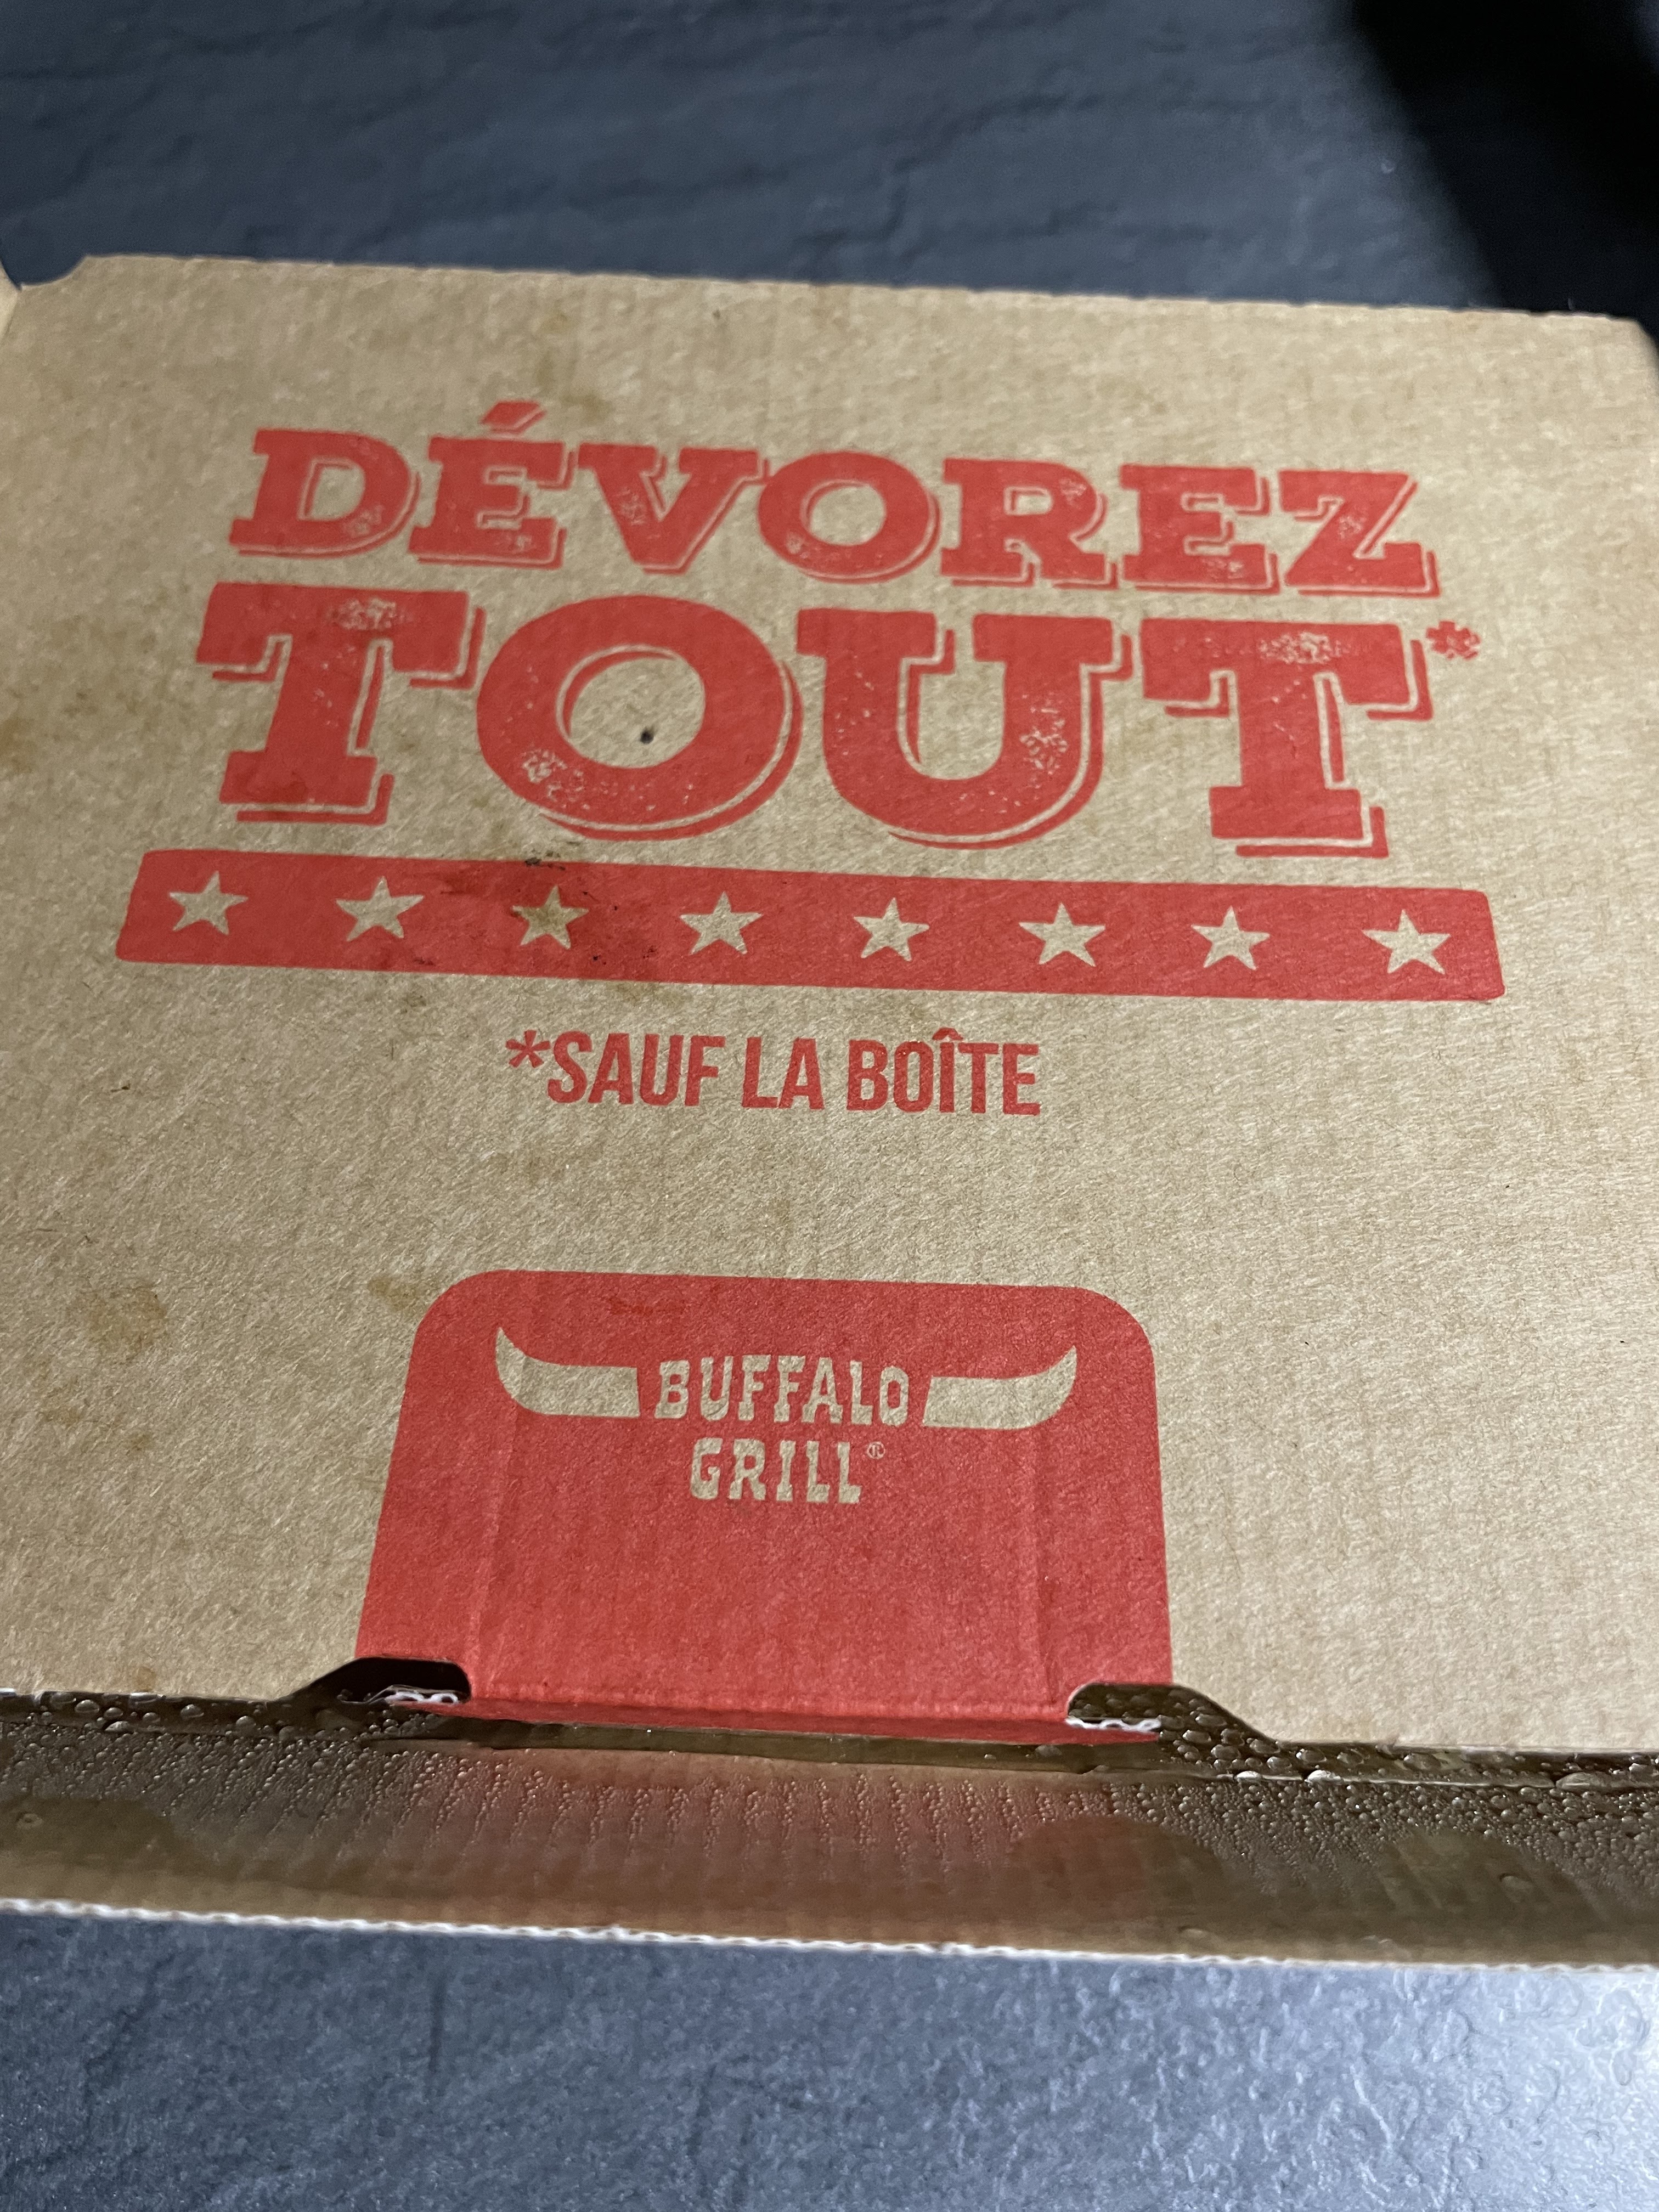 DÉVOREZ
TOUT*
*SAUF LA BOÎTE
BUFFALO
GRILL®